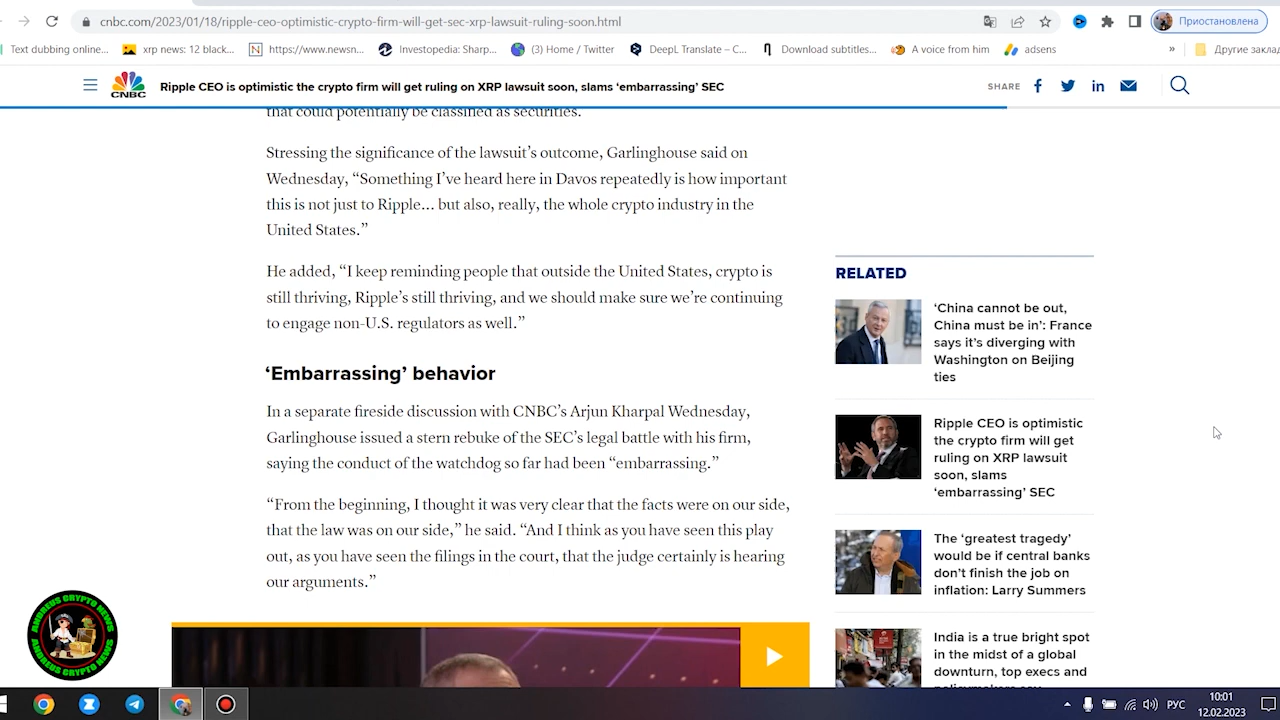 cnbc.com/2023/01/18/ripple-ceo-optimistic-crypto-firm-will-get-sec-xrp-lawsuit-ruling-soon.html
Приостановлена
Text dubbing online...
xrp news: 12 black...
https://www.newsn...
Investopedia: Sharp...
(3) Home / Twitter
DeepL Translate – C...
Download subtitles...
A voice from him
adsens
»
Другие закла
CNBC
Ripple CEO is optimistic the crypto firm will get ruling on XRP lawsuit soon, slams ‘embarrassing’ SEC
SHARE
that could potentially be classified as securities.
Stressing the significance of the lawsuit’s outcome, Garlinghouse said on
Wednesday, “Something I’ve heard here in Davos repeatedly is how important
this is not just to Ripple… but also, really, the whole crypto industry in the
United States.”
He added, “I keep reminding people that outside the United States, crypto is
still thriving, Ripple’s still thriving, and we should make sure we’re continuing
to engage non-U.S. regulators as well.”
‘Embarrassing’ behavior
In a separate fireside discussion with CNBC’s Arjun Kharpal Wednesday,
Garlinghouse issued a stern rebuke of the SEC’s legal battle with his firm,
saying the conduct of the watchdog so far had been “embarrassing.”
“From the beginning, I thought it was very clear that the facts were on our side,
that the law was on our side,” he said. “And I think as you have seen this play
out, as you have seen the filings in the court, that the judge certainly is hearing
our arguments.”
RELATED
‘China cannot be out,
China must be in’: France
says it’s diverging with
Washington on Beijing
ties
Ripple CEO is optimistic
the crypto firm will get
ruling on XRP lawsuit
soon, slams
‘embarrassing’ SEC
The ‘greatest tragedy’
would be if central banks
don’t finish the job on
inflation: Larry Summers
India is a true bright spot
in the midst of a global
downturn, top execs and
ANDREUS CRYPTO NEWS
ANDREUS CRYPTO NEWS
РУС
10:01
12.02.2023